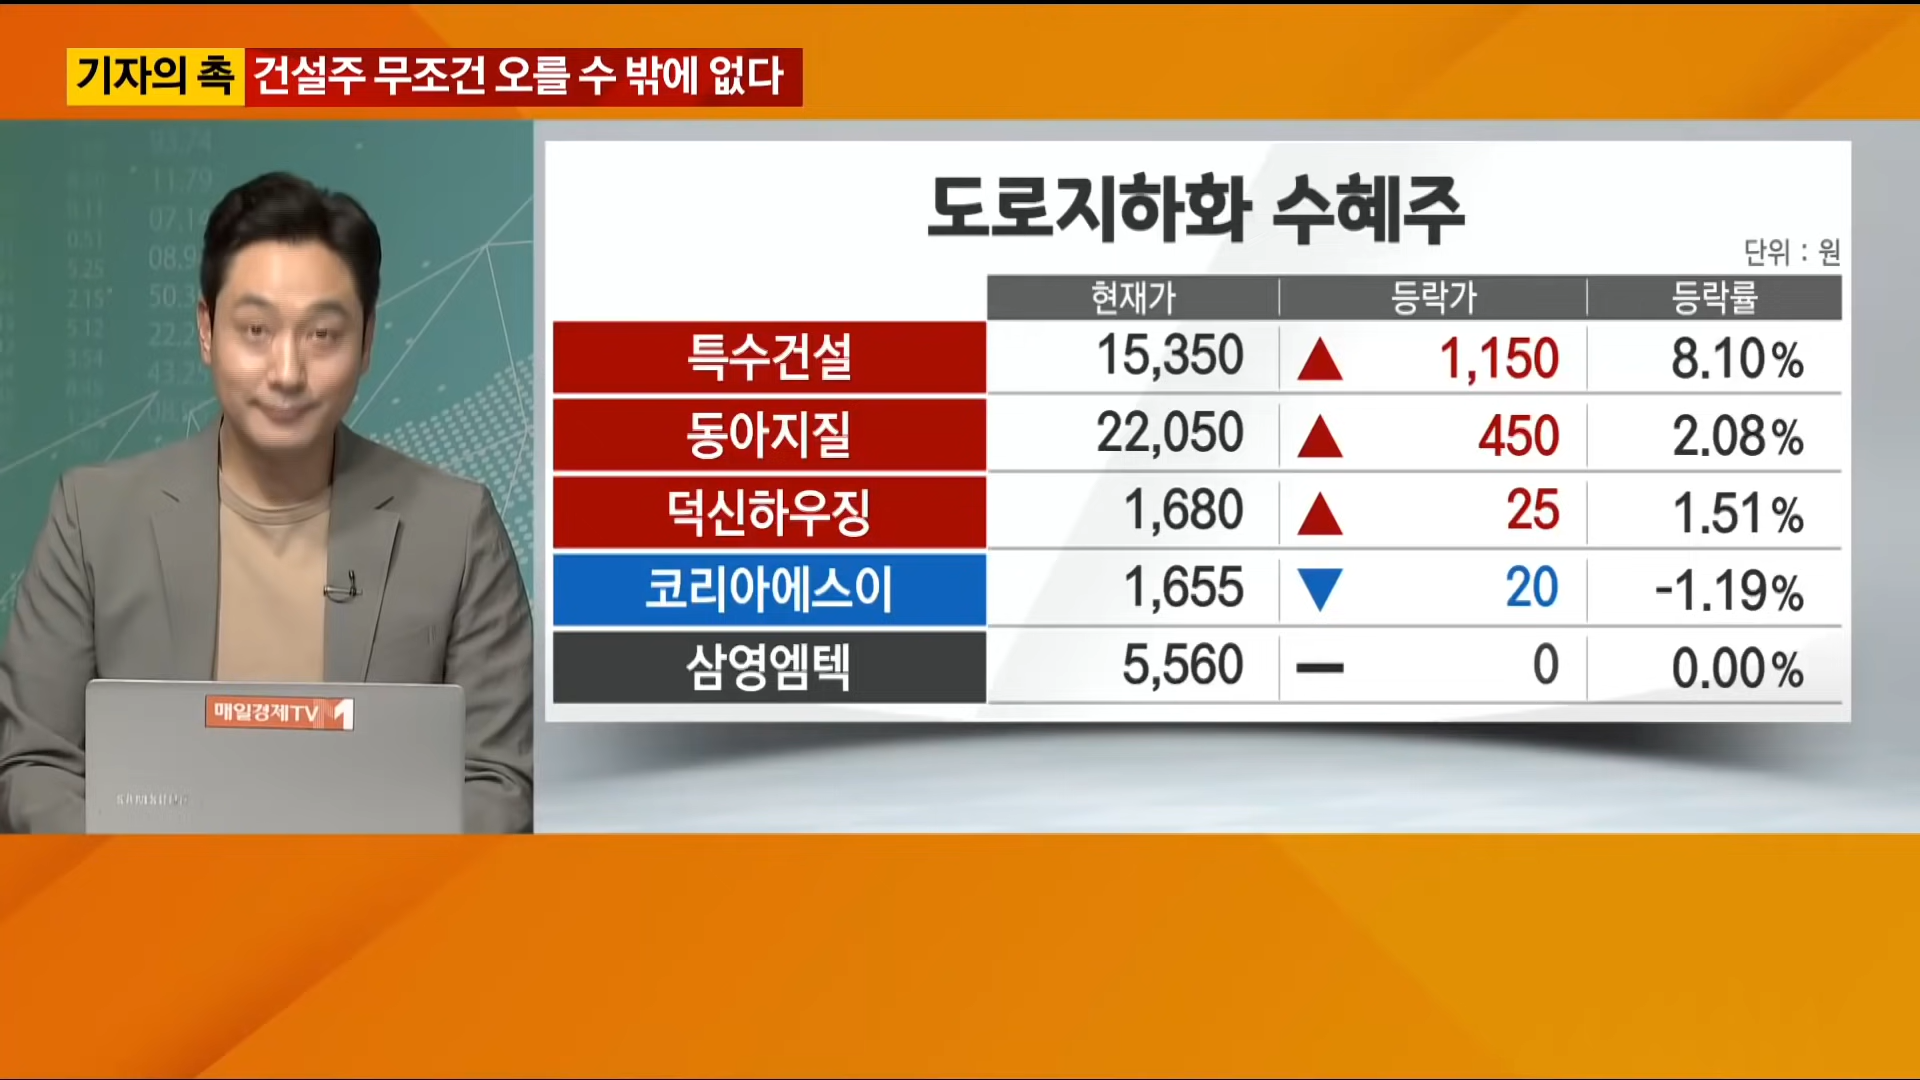 기자의 촉 건설주 무조건 오를 수 밖에 없다
도로지하화 수혜주
단위 : 원
현재가 등락가 등락률
특수건설 15,350 ▲ 1,150 8.10%
동아지질 22,050 ▲ 450 2.08%
덕신하우징 1,680 ▲ 25 1.51%
코리아에스이 1,655 ▼ 20 -1.19%
삼영엠텍 5,560 ー 0 0.00%
매일경제TV M
SAMSUNG